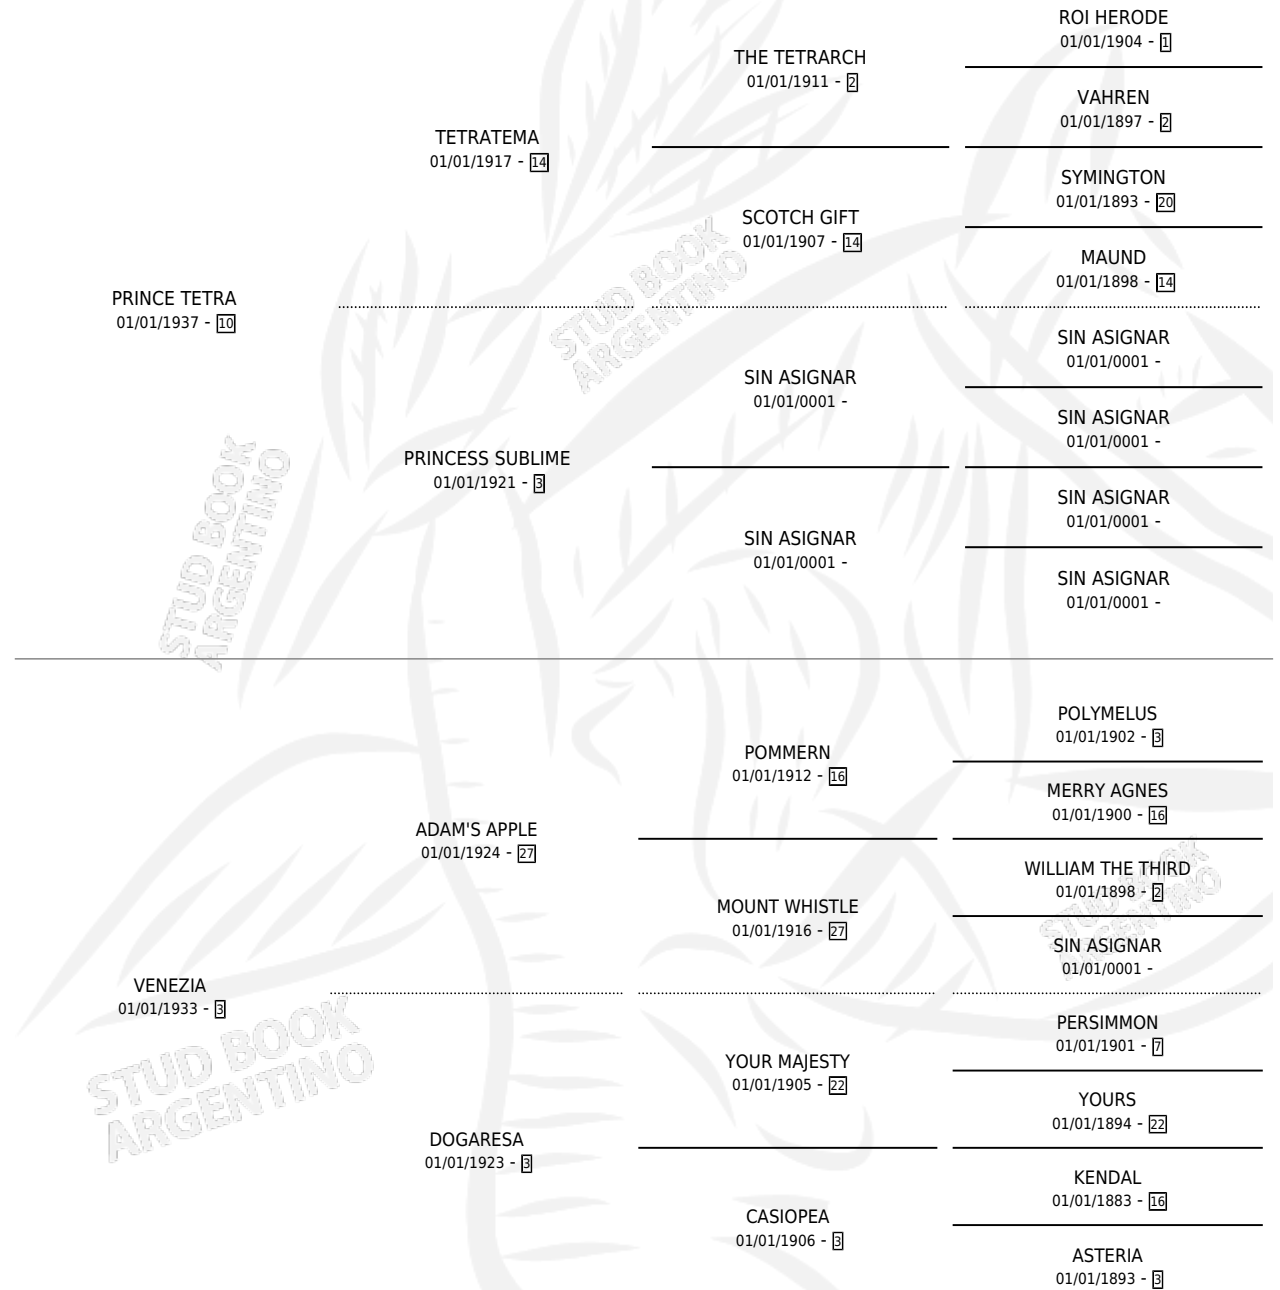 ROI HERODE
01/01/1904 - 1
THE TETRARCH
01/01/1911 - 2
VAHREN
01/01/1897 - 2
TETRATEMA
01/01/1917 - 14
SYMINGTON
01/01/1893 - 20
SCOTCH GIFT
01/01/1907 - 14
MAUND
01/01/1898 - 14
PRINCE TETRA
01/01/1937 - 10
SIN ASIGNAR
01/01/0001 -
SIN ASIGNAR
01/01/0001 -
SIN ASIGNAR
01/01/0001 -
PRINCESS SUBLIME
01/01/1921 - 3
SIN ASIGNAR
01/01/0001 -
SIN ASIGNAR
01/01/0001 -
SIN ASIGNAR
01/01/0001 -
STUD BOOK
ARGENTINO
STUD BOOK
ARGENTINO
POLYMELUS
01/01/1902 - 3
POMMERN
01/01/1912 - 16
MERRY AGNES
01/01/1900 - 16
ADAM'S APPLE
01/01/1924 - 27
WILLIAM THE THIRD
01/01/1898 - 2
MOUNT WHISTLE
01/01/1916 - 27
SIN ASIGNAR
01/01/0001 -
STUD BOOK
ARGENTINO
VENEZIA
01/01/1933 - 3
PERSIMMON
01/01/1901 - 7
YOUR MAJESTY
01/01/1905 - 22
YOURS
01/01/1894 - 22
STUD BOOK
ARGENTINO
DOGARESA
01/01/1923 - 3
KENDAL
01/01/1883 - 16
CASIOPEA
01/01/1906 - 3
ASTERIA
01/01/1893 - 3